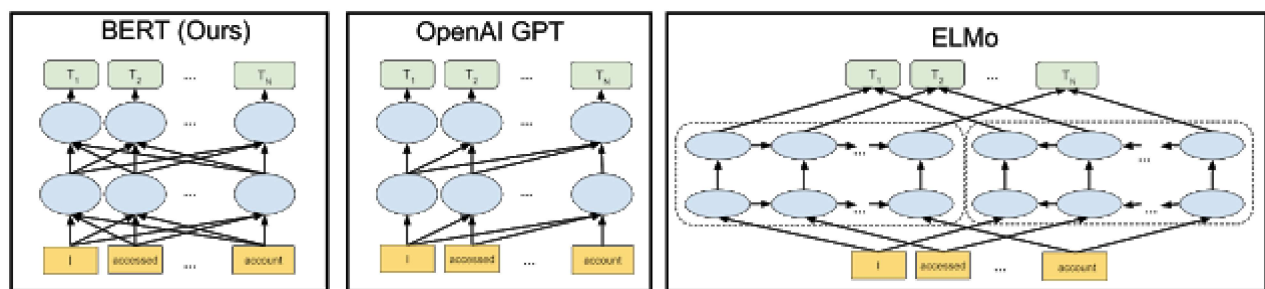 BERT (Ours)
T1 T2 ... TN
...
...
I accessed ... account
OpenAI GPT
T1 T2 ... TN
...
...
I accessed ... account
ELMo
T1 T2 ... TN
... ...
... ...
I accessed ... account